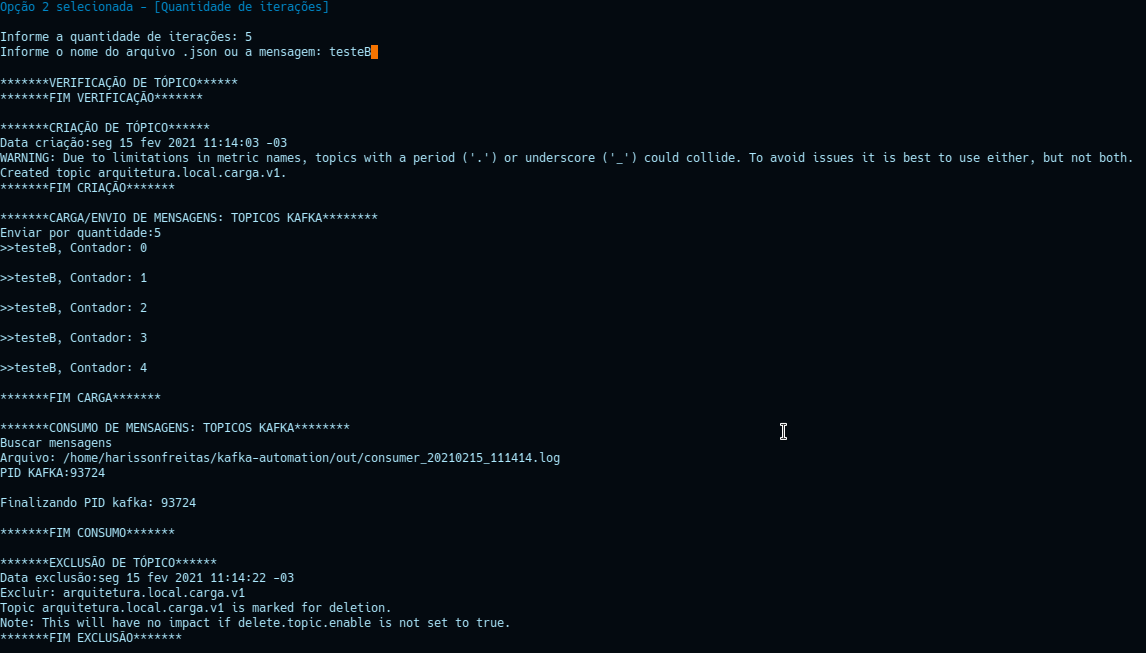 Opção 2 selecionada - [Quantidade de iterações]
Informe a quantidade de iterações: 5
Informe o nome do arquivo .json ou a mensagem: testeB
*******VERIFICAÇÃO DE TÓPICO******
*******FIM VERIFICAÇÃO*******
*******CRIAÇÃO DE TÓPICO******
Data criação:seg 15 fev 2021 11:14:03 -03
WARNING: Due to limitations in metric names, topics with a period ('.') or underscore ('_') could collide. To avoid issues it is best to use either, but not both.
Created topic arquitetura.local.carga.v1.
*******FIM CRIAÇÃO*******
*******CARGA/ENVIO DE MENSAGENS: TOPICOS KAFKA********
Enviar por quantidade:5
>>testeB, Contador: 0
>>testeB, Contador: 1
>>testeB, Contador: 2
>>testeB, Contador: 3
>>testeB, Contador: 4
*******FIM CARGA*******
*******CONSUMO DE MENSAGENS: TOPICOS KAFKA********
Buscar mensagens
Arquivo: /home/harissonfreitas/kafka-automation/out/consumer_20210215_111414.log
PID KAFKA:93724
Finalizando PID kafka: 93724
*******FIM CONSUMO*******
*******EXCLUSÃO DE TÓPICO******
Data exclusão:seg 15 fev 2021 11:14:22 -03
Excluir: arquitetura.local.carga.v1
Topic arquitetura.local.carga.v1 is marked for deletion.
Note: This will have no impact if delete.topic.enable is not set to true.
*******FIM EXCLUSÃO*******